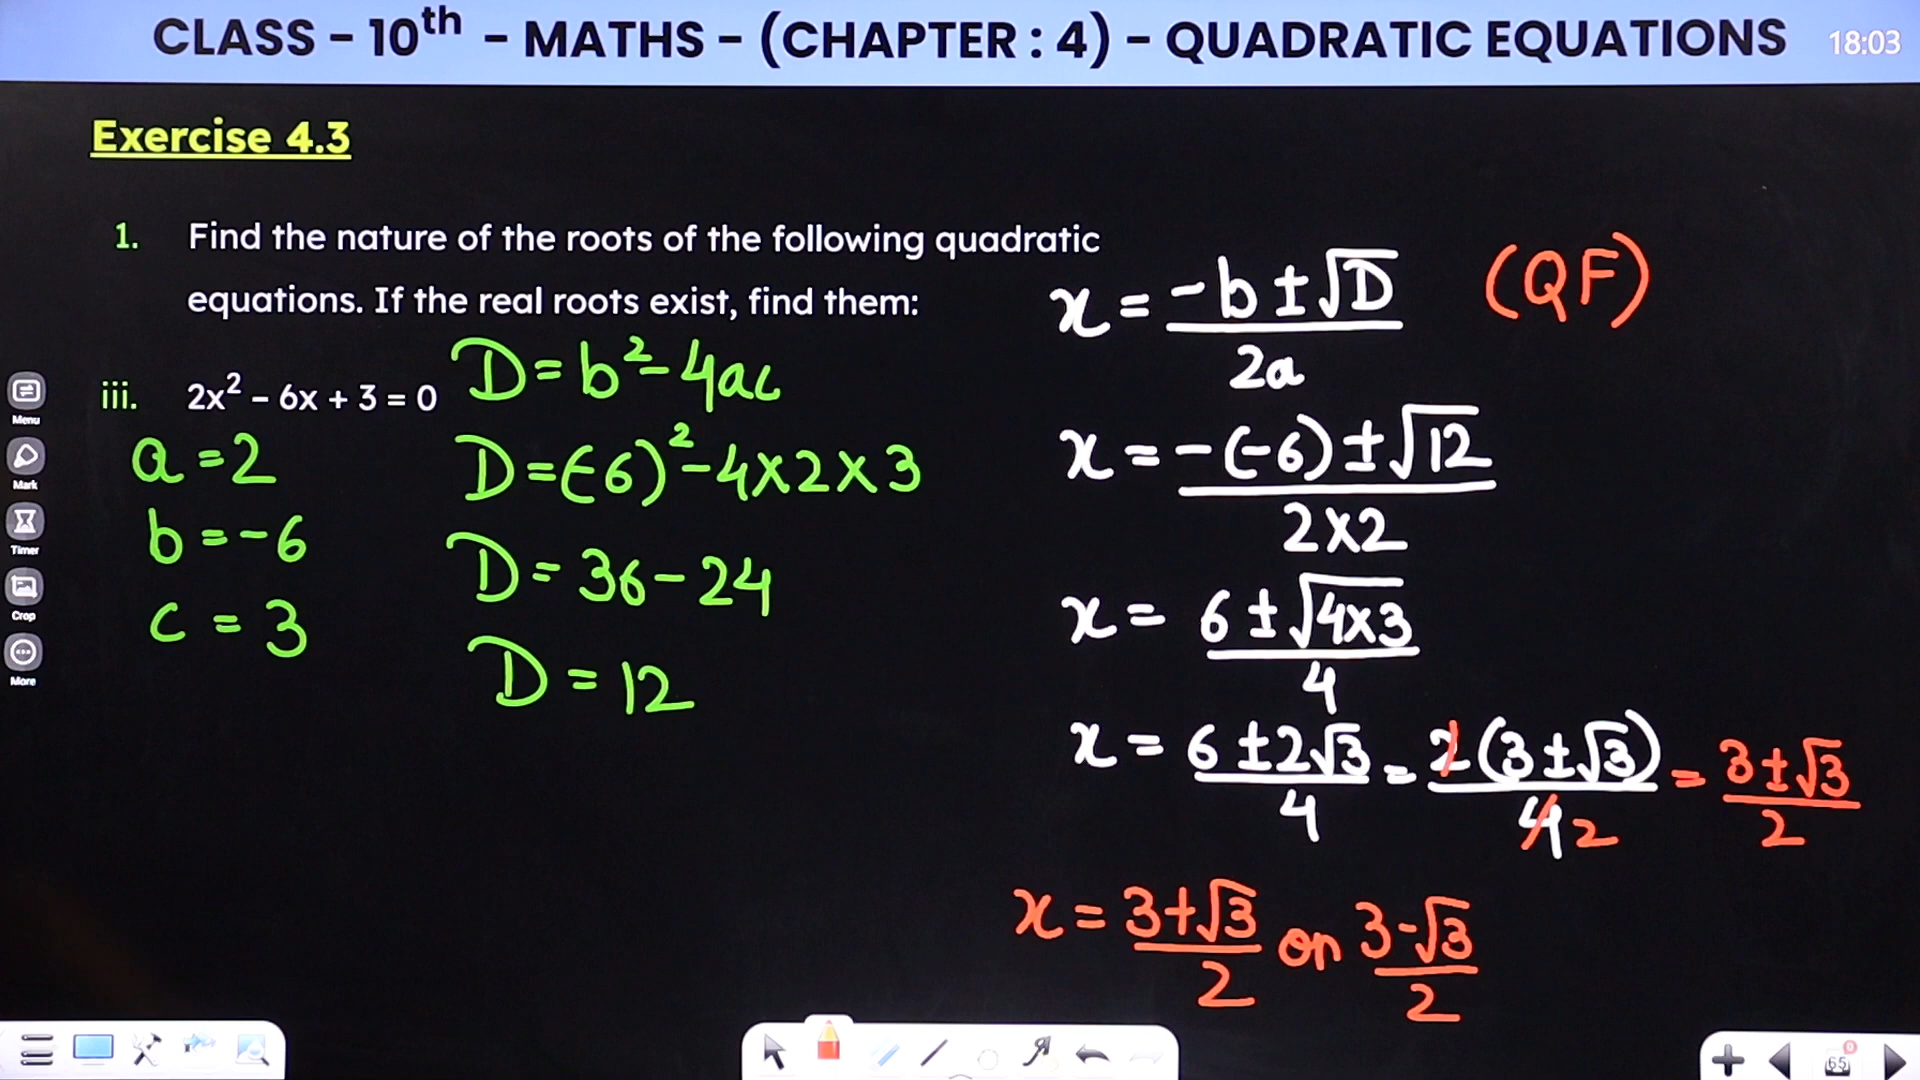 CLASS - 10th - MATHS - (CHAPTER : 4) - QUADRATIC EQUATIONS 18:03
Exercise 4.3
1. Find the nature of the roots of the following quadratic
equations. If the real roots exist, find them:
iii. 2x² – 6x + 3 = 0
a = 2
b = -6
c = 3
D = b² - 4ac
D = (-6)² - 4×2×3
D = 36 - 24
D = 12
x = (-b ± √D) / 2a (QF)
x = (-(-6) ± √12) / 2×2
x = (6 ± √4×3) / 4
x = (6 ± 2√3) / 4 = 2(3 ± √3) / 4 2 = (3 ± √3) / 2
x = (3+√3) / 2 or (3-√3) / 2
Menu
Mark
Timer
Crop
More
65
0